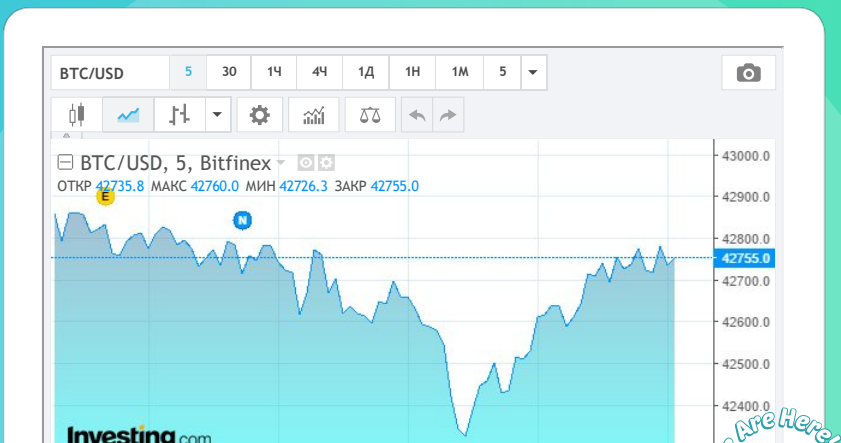 BTC/USD 5 30 1Ч 4Ч 1Д 1Н 1М 5
BTC/USD, 5, Bitfinex
ОТКР 42735.8 МАКС 42760.0 МИН 42726.3 ЗАКР 42755.0
E
N
43000.0
42900.0
42800.0
42755.0
42700.0
42600.0
42500.0
42400.0
Investing.com
Are Here!